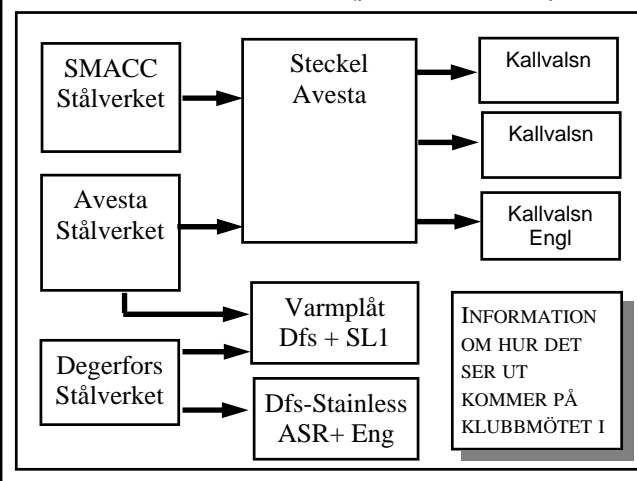 SMACC
Stålverket
Steckel
Avesta
Kallvalsn
Kallvalsn
Avesta
Stålverket
Kallvalsn
Engl
Varmplåt
Dfs + SL1
Degerfors
Stålverket
Dfs-Stainless
ASR+ Eng
INFORMATION
OM HUR DET
SER UT
KOMMER PÅ
KLUBBMÖTET I